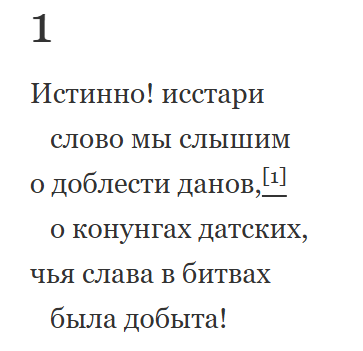 1
Истинно! исстари
слово мы слышим
о доблести данов,[1]
о конунгах датских,
чья слава в битвах
была добыта!